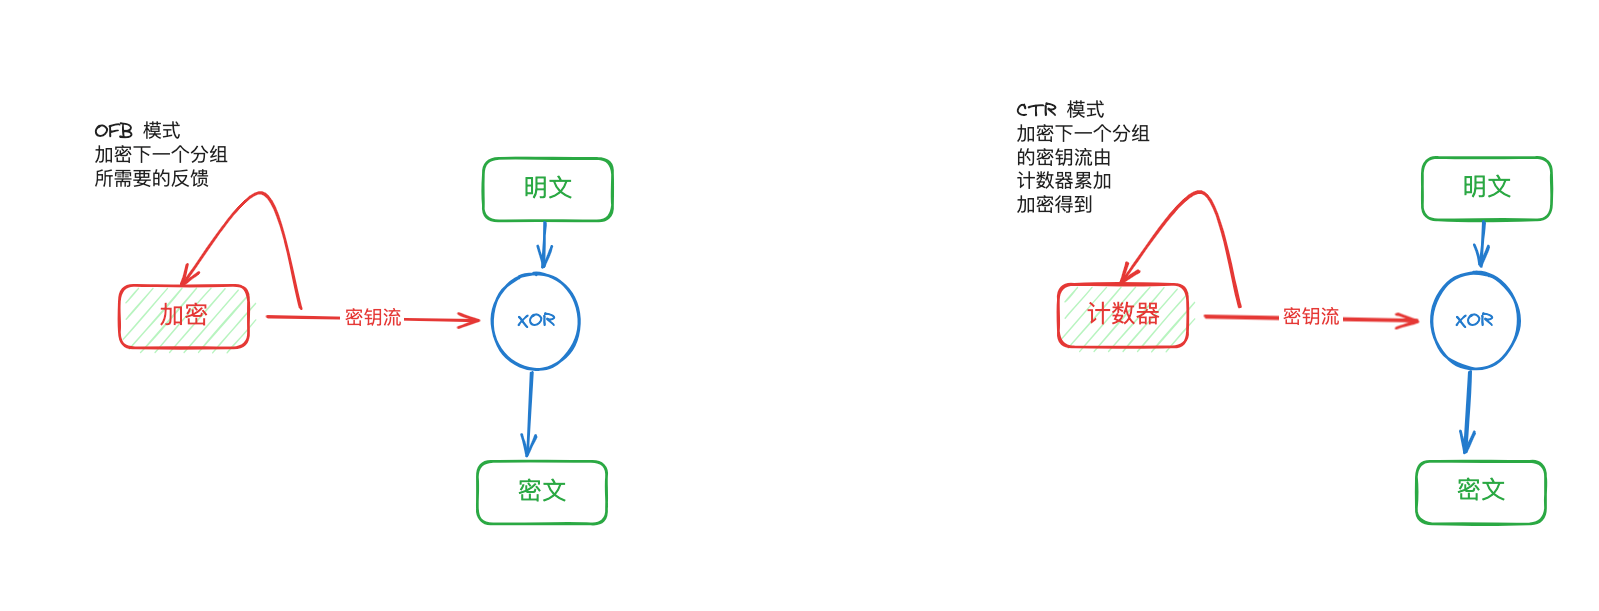 OFB 模式
加密下一个分组
所需要的反馈
明文
加密
密钥流
XOR
密文
CTR 模式
加密下一个分组
的密钥流由
计数器累加
加密得到
明文
计数器
密钥流
XOR
密文